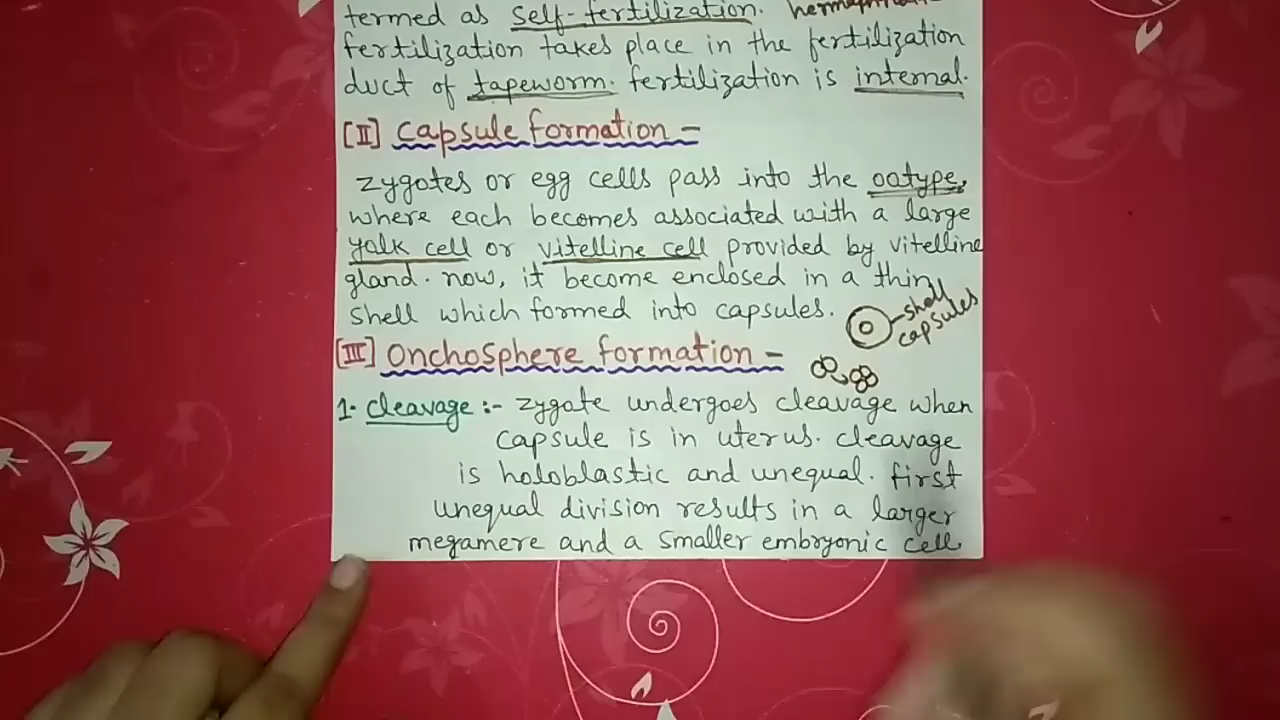 termed as self-fertilization.
fertilization takes place in the fertilization
duct of tapeworm. fertilization is internal.
[II] Capsule formation -
zygotes or egg cells pass into the oatype,
where each becomes associated with a large
yalk cell or vitelline cell provided by vitelline
gland. now, it become enclosed in a thin
shell which formed into capsules.
shell
capsules
[III] Onchosphere formation -
1. cleavage :- zygate undergoes cleavage when
capsule is in uterus. cleavage
is holoblastic and unequal. first
unequal division results in a larger
megamere and a smaller embryonic cell.